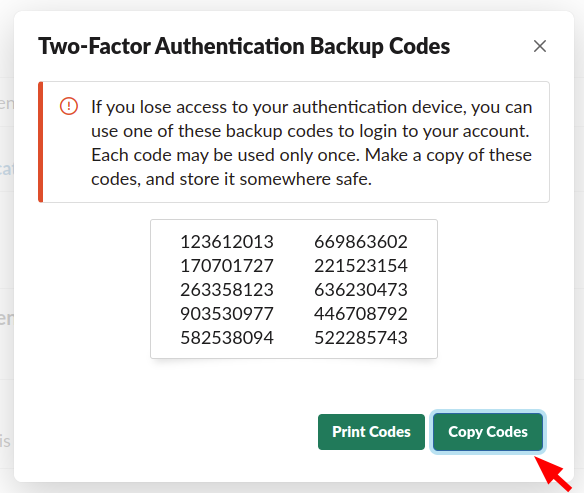 Two-Factor Authentication Backup Codes
If you lose access to your authentication device, you can
use one of these backup codes to login to your account.
Each code may be used only once. Make a copy of these
codes, and store it somewhere safe.
123612013 669863602
170701727 221523154
263358123 636230473
903530977 446708792
582538094 522285743
Print Codes Copy Codes